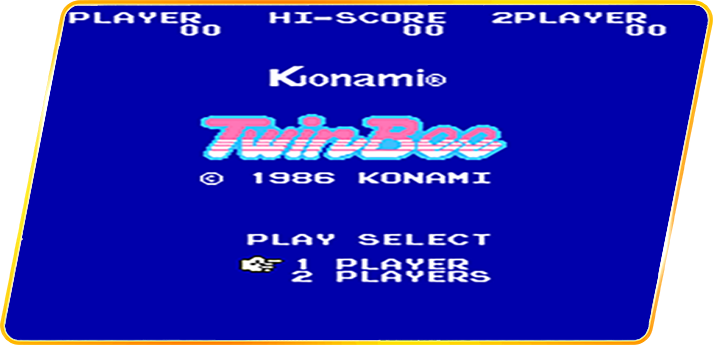 PLAYER HI-SCORE 2PLAYER
00 00 00
Konami®
TwinBee
© 1986 KONAMI
PLAY SELECT
1 PLAYER
2 PLAYERS